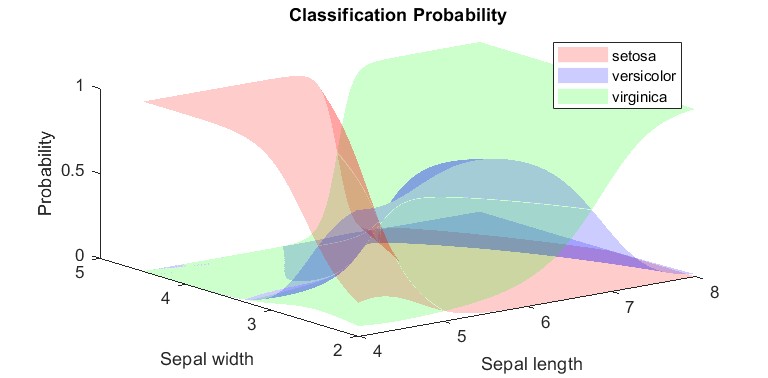 Classification Probability
setosa
versicolor
virginica
1
0.5
0
Probability
5
4
3
2
Sepal width
4
5
6
7
8
Sepal length